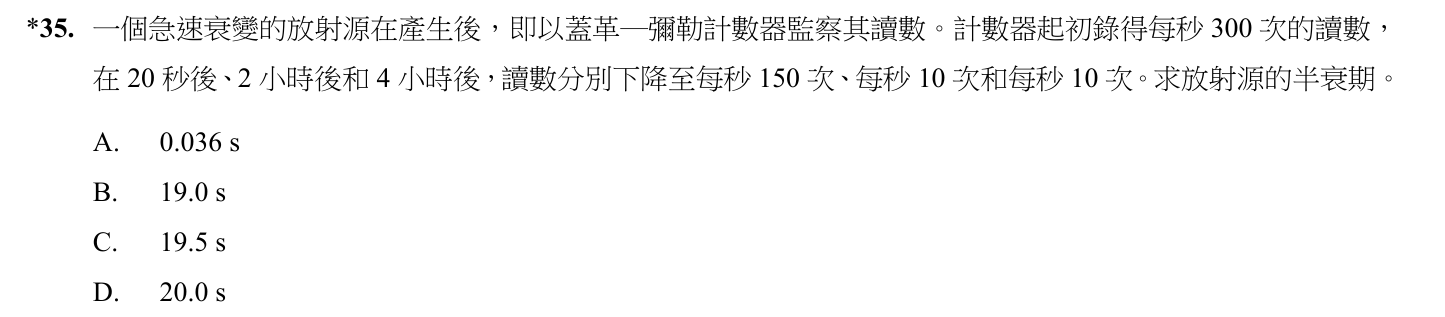 *35. 一個急速衰變的放射源在產生後，即以蓋革—彌勒計數器監察其讀數。計數器起初錄得每秒 300 次的讀數，
在 20 秒後、2 小時後和 4 小時後，讀數分別下降至每秒 150 次、每秒 10 次和每秒 10 次。求放射源的半衰期。
A. 0.036 s
B. 19.0 s
C. 19.5 s
D. 20.0 s